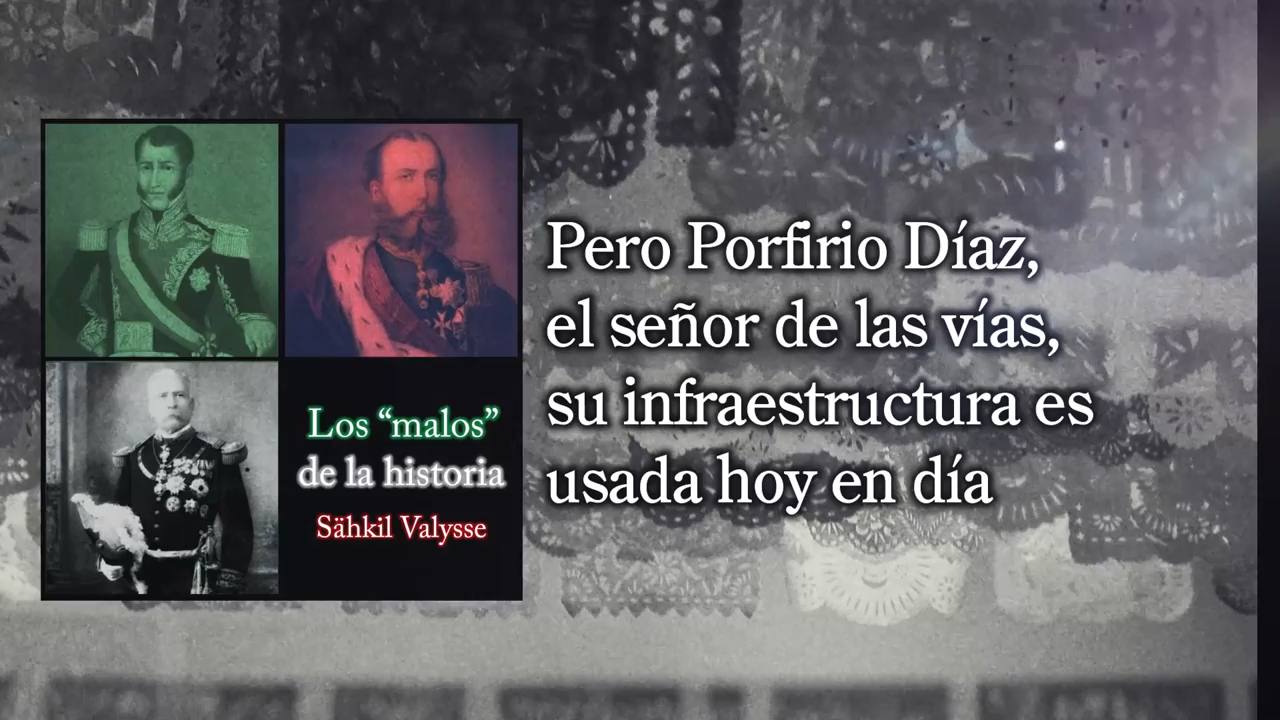 Los “malos”
de la historia
Sähkil Valysse
Pero Porfirio Díaz,
el señor de las vías,
su infraestructura es
usada hoy en día